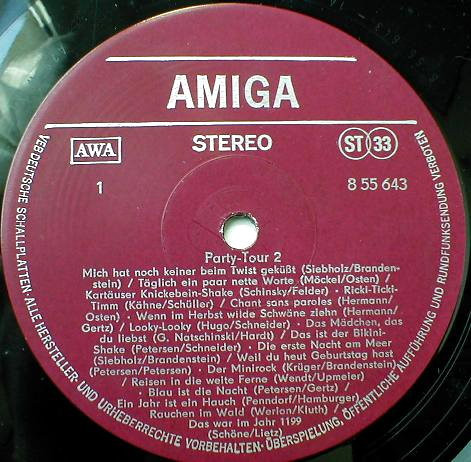 AMIGA
AWA
STEREO
ST 33
1
8 55 643
Party-Tour 2
Mich hat noch keiner beim Twist geküßt (Siebholz/Branden-
stein) / Täglich ein paar nette Worte (Möckel/Osten) /
Kartäuser Knickebein-Shake (Schinsky/Felder) · Ricki-Ticki-
Timm (Kähne/Schüller) / Chant sans paroles (Hermann/
Osten) · Wenn im Herbst wilde Schwäne ziehn (Hermann/
Gertz) / Looky-Looky (Hugo/Schneider) · Das Mädchen, das
du liebst (G. Natschinski/Hardt) / Das ist der Bikini-
Shake (Petersen/Schneider) · Die erste Nacht am Meer
(Siebholz/Brandenstein) / Weil du heut Geburtstag hast
(Petersen/Petersen) · Der Minirock (Krüger/Brandenstein)
/ Reisen in die weite Ferne (Wendt/Upmeier)
· Blau ist die Nacht (Petersen/Gertz) /
Ein Jahr ist ein Hauch (Penndorf/Hamburger)
Rauchen im Wald (Werlan/Kluth) /
Das war im Jahr 1199
(Schöne/Lietz)
VEB DEUTSCHE SCHALLPLATTEN · ALLE HERSTELLER- UND URHEBERRECHTE VORBEHALTEN · ÜBERSPIELUNG, ÖFFENTLICHE AUFFÜHRUNG UND RUNDFUNKSENDUNG VERBOTEN